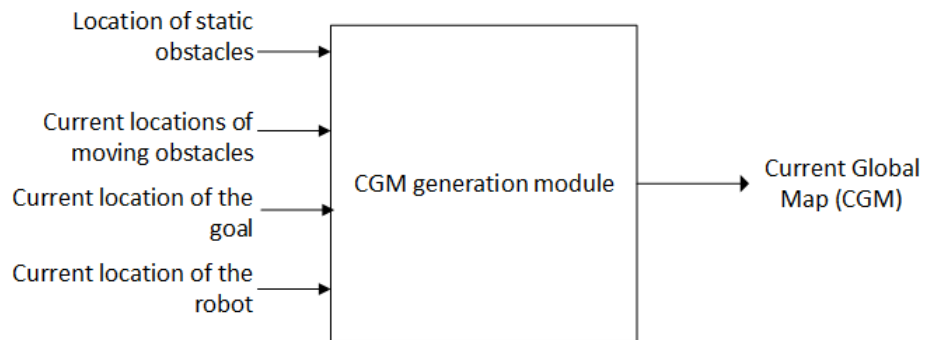 Location of static
obstacles
Current locations of
moving obstacles
Current location of the
goal
Current location of the
robot
CGM generation module
Current Global
Map (CGM)